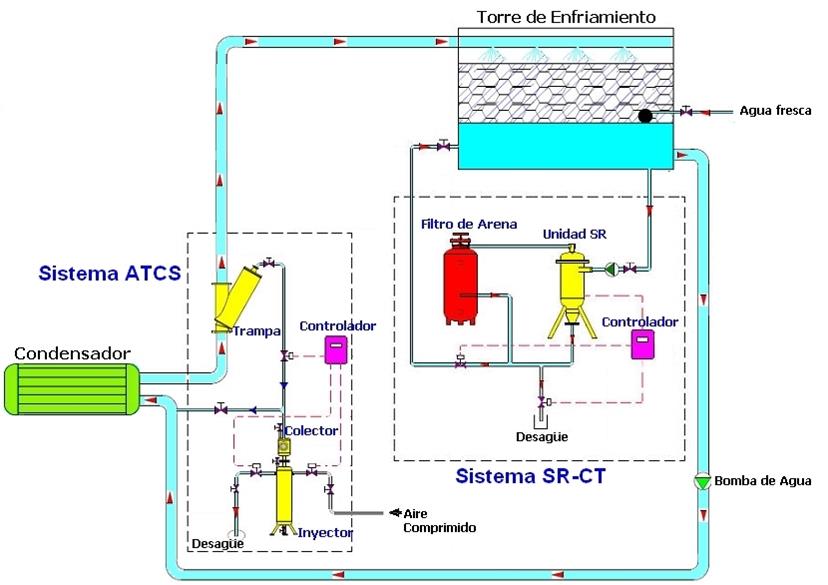 Torre de Enfriamiento
Agua fresca
Filtro de Arena
Unidad SR
Sistema ATCS
Trampa
Controlador
Controlador
Condensador
Colector
Desagüe
Sistema SR-CT
Bomba de Agua
Aire
Comprimido
Inyector
Desagüe